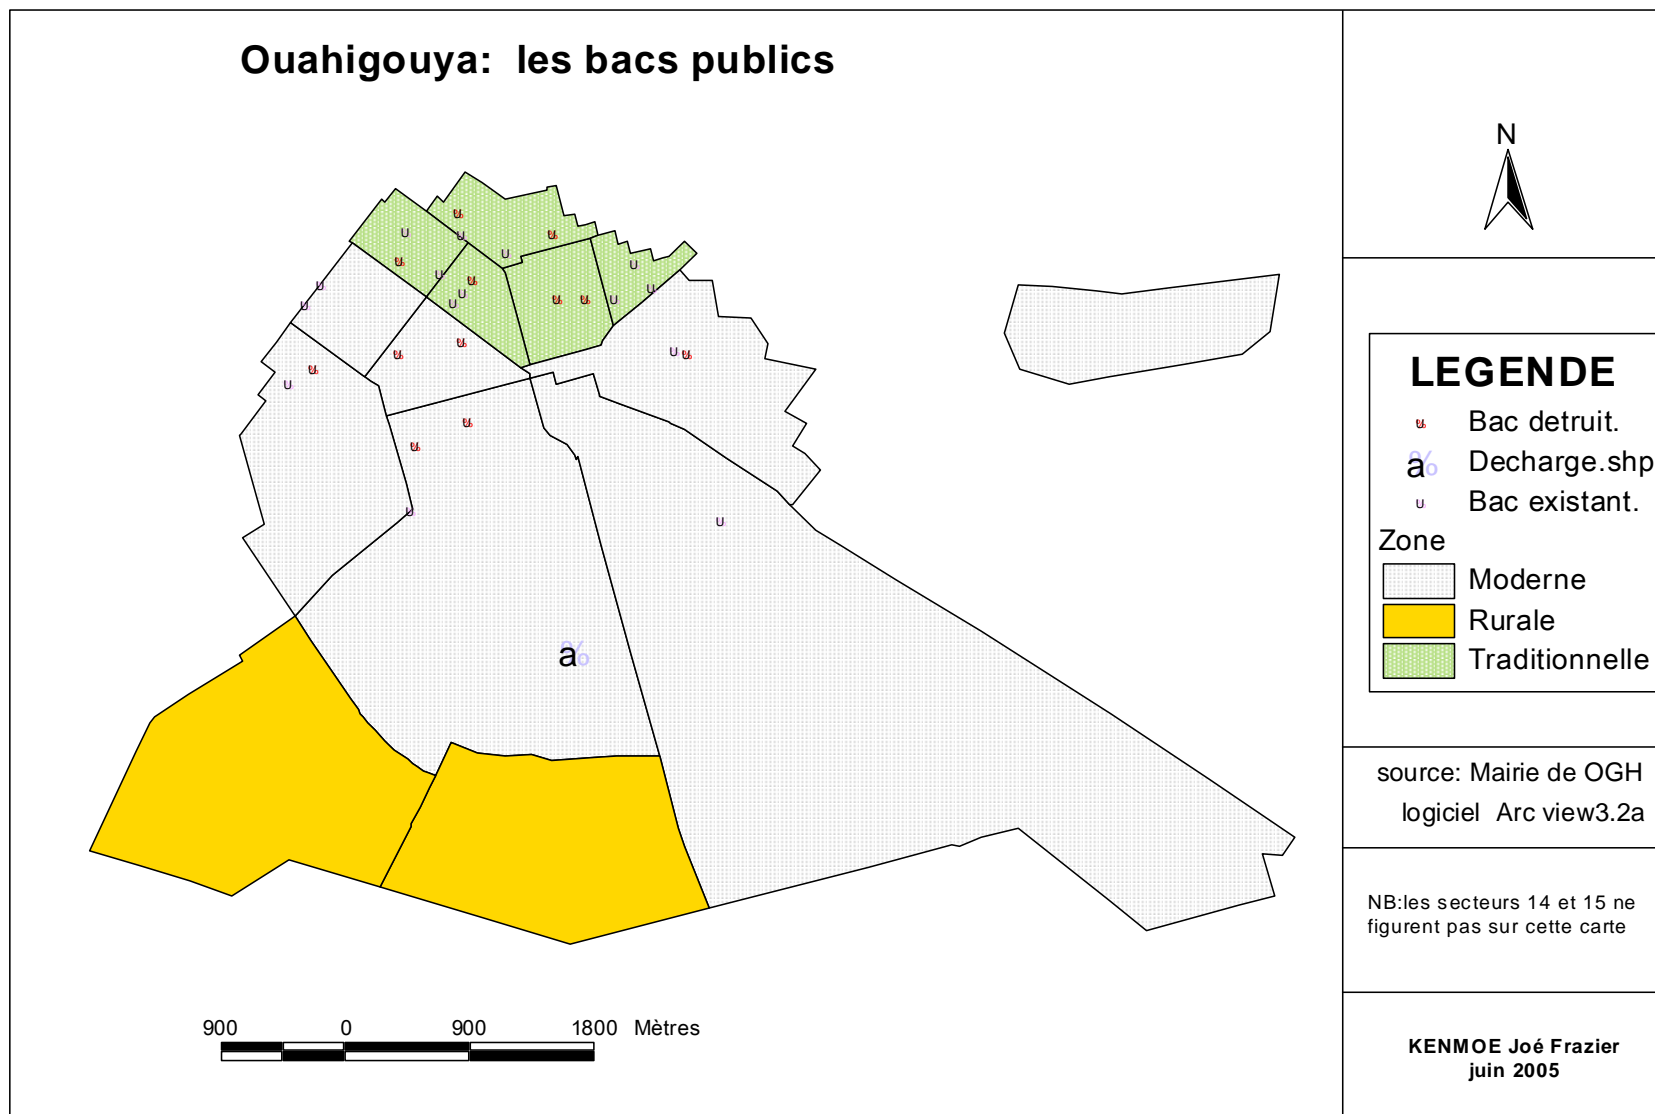 Ouahigouya: les bacs publics
N
LEGENDE
Bac detruit.
Decharge.shp
Bac existant.
Zone
Moderne
Rurale
Traditionnelle
source: Mairie de OGH
logiciel Arc view3.2a
NB:les secteurs 14 et 15 ne
figurent pas sur cette carte
900 0 900 1800 Mètres
KENMOE Joé Frazier
juin 2005